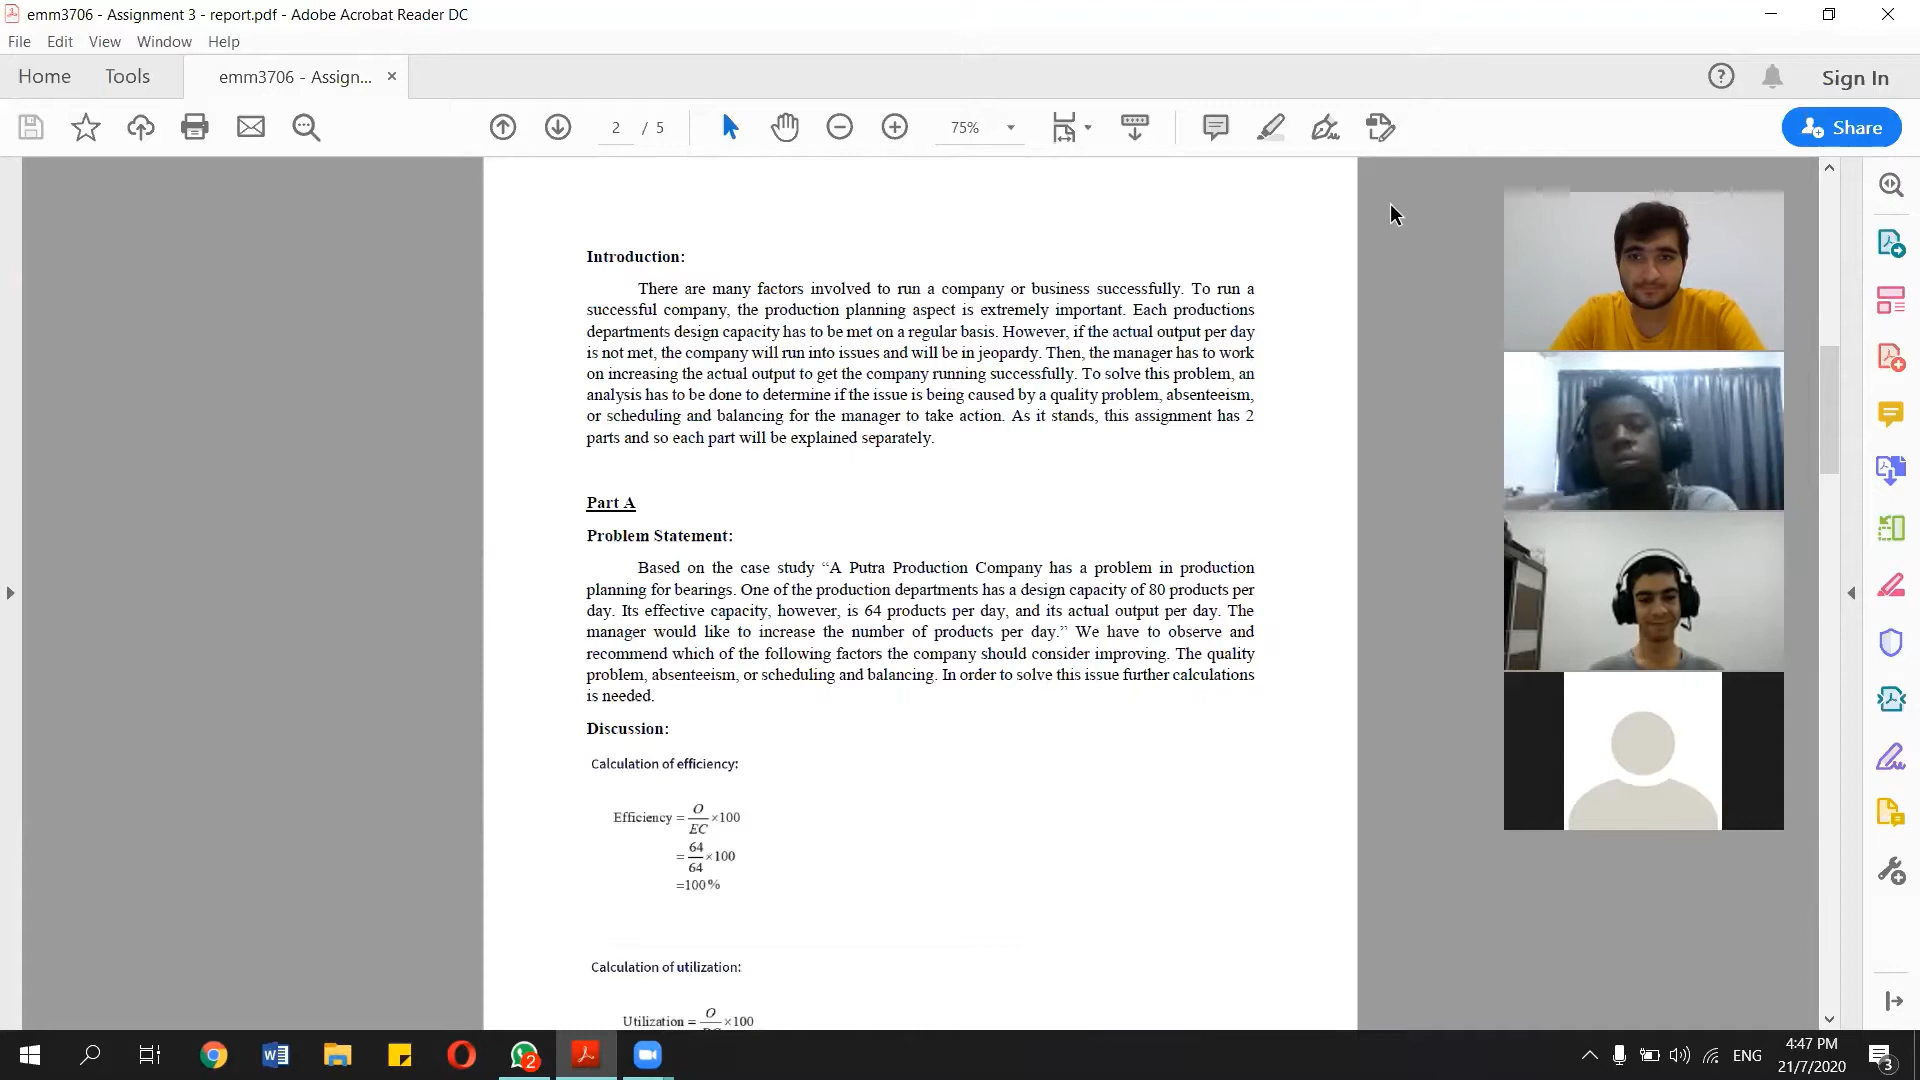 emm3706 - Assignment 3 - report.pdf - Adobe Acrobat Reader DC
File Edit View Window Help
Home Tools emm3706 - Assign... × Sign In
2 / 5 75% Share
Introduction:
There are many factors involved to run a company or business successfully. To run a
successful company, the production planning aspect is extremely important. Each productions
departments design capacity has to be met on a regular basis. However, if the actual output per day
is not met, the company will run into issues and will be in jeopardy. Then, the manager has to work
on increasing the actual output to get the company running successfully. To solve this problem, an
analysis has to be done to determine if the issue is being caused by a quality problem, absenteeism,
or scheduling and balancing for the manager to take action. As it stands, this assignment has 2
parts and so each part will be explained separately.
Part A
Problem Statement:
Based on the case study “A Putra Production Company has a problem in production
planning for bearings. One of the production departments has a design capacity of 80 products per
day. Its effective capacity, however, is 64 products per day, and its actual output per day. The
manager would like to increase the number of products per day.” We have to observe and
recommend which of the following factors the company should consider improving. The quality
problem, absenteeism, or scheduling and balancing. In order to solve this issue further calculations
is needed.
Discussion:
Calculation of efficiency:
Efficiency = O/EC ×100
= 64/64 ×100
=100%
Calculation of utilization:
Utilization = O ×100
2 ENG 4:47 PM
21/7/2020 3